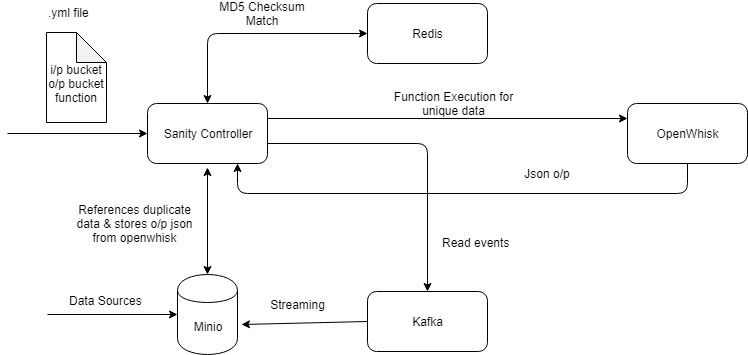 .yml file
MD5 Checksum
Match
Redis
i/p bucket
o/p bucket
function
Function Execution for
unique data
Sanity Controller
OpenWhisk
Json o/p
References duplicate
data & stores o/p json
from openwhisk
Read events
Data Sources
Streaming
Minio
Kafka